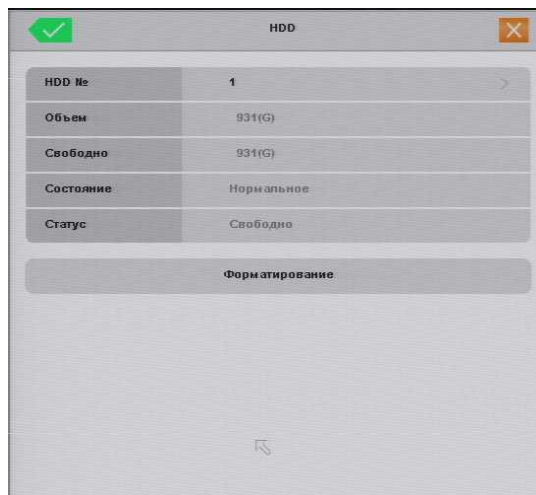 HDD
HDD № 1
Объем 931(G)
Свободно 931(G)
Состояние Нормальное
Статус Свободно
Форматирование